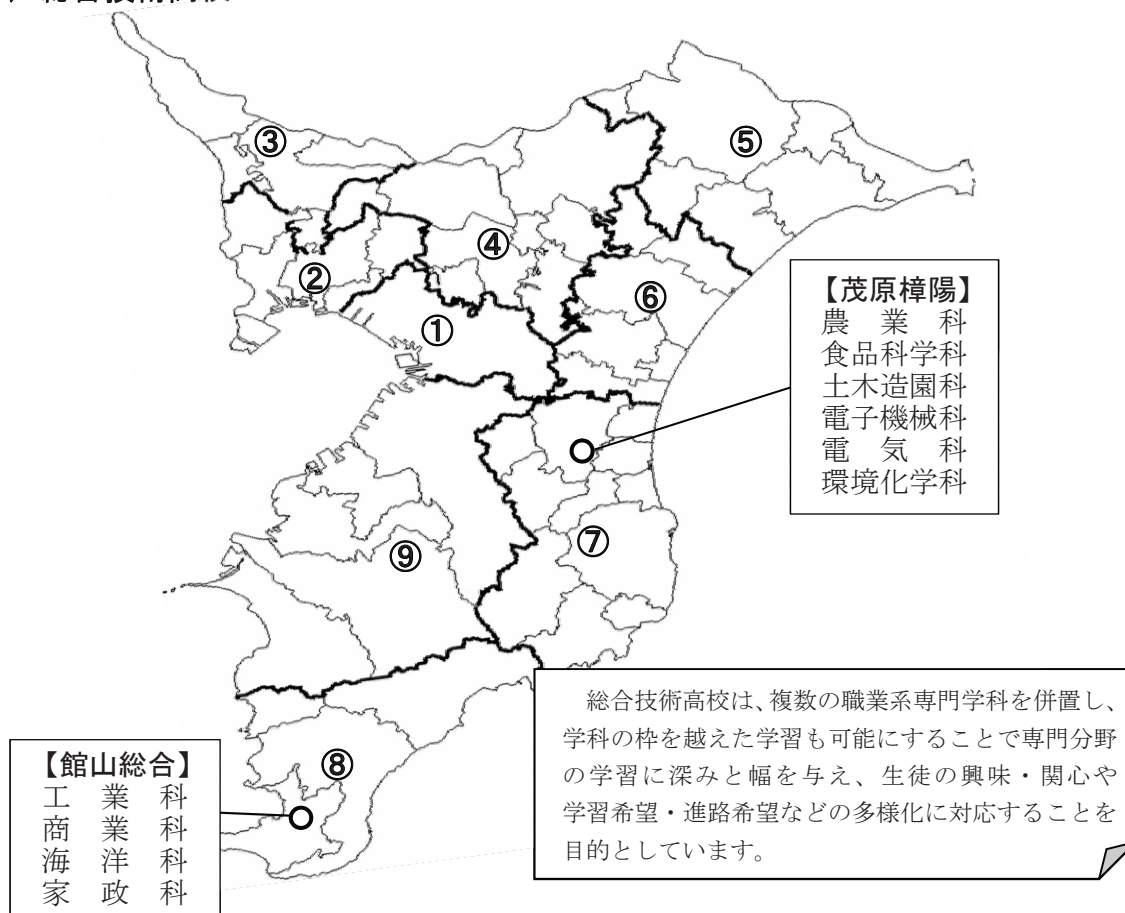 ③
⑤
④
②
⑥
①
【茂原樟陽】
農業科
食品科学科
土木造園科
電子機械科
電気科
環境化学科
⑦
⑨
総合技術高校は、複数の職業系専門学科を併置し、
学科の枠を越えた学習も可能にすることで専門分野
の学習に深みと幅を与え、生徒の興味・関心や
学習希望・進路希望などの多様化に対応することを
目的としています。
⑧
【館山総合】
工業科
商業科
海洋科
家政科